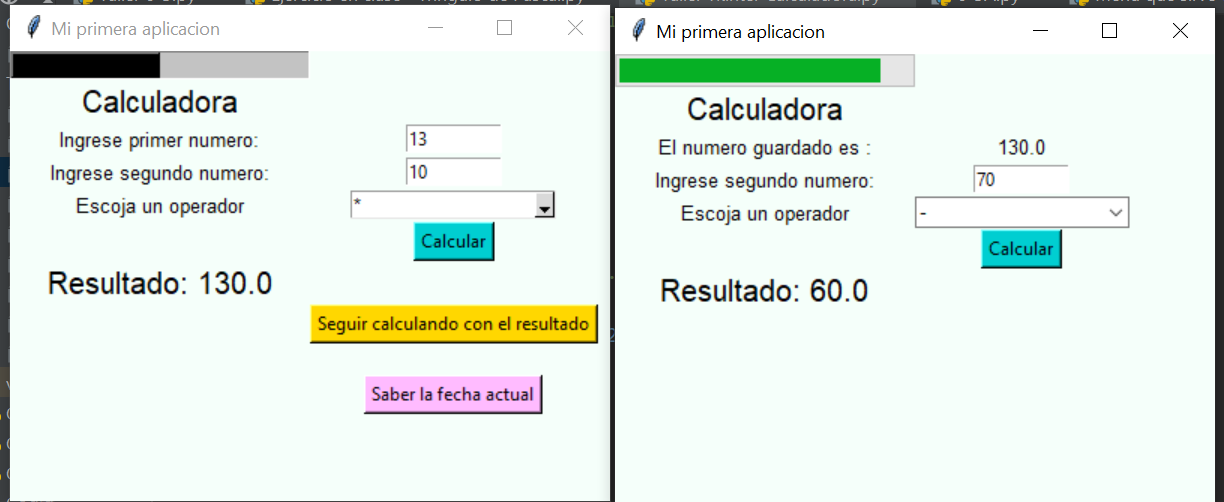 Mi primera aplicacion
Calculadora
Ingrese primer numero: 13
Ingrese segundo numero: 10
Escoja un operador *
Calcular
Resultado: 130.0
Seguir calculando con el resultado
Saber la fecha actual
Mi primera aplicacion
Calculadora
El numero guardado es : 130.0
Ingrese segundo numero: 70
Escoja un operador -
Calcular
Resultado: 60.0